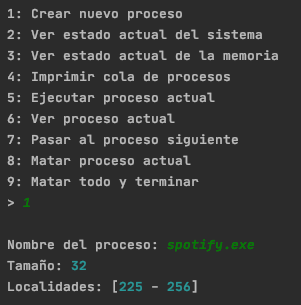 1: Crear nuevo proceso
2: Ver estado actual del sistema
3: Ver estado actual de la memoria
4: Imprimir cola de procesos
5: Ejecutar proceso actual
6: Ver proceso actual
7: Pasar al proceso siguiente
8: Matar proceso actual
9: Matar todo y terminar
> 1
Nombre del proceso: spotify.exe
Tamaño: 32
Localidades: [225 - 256]